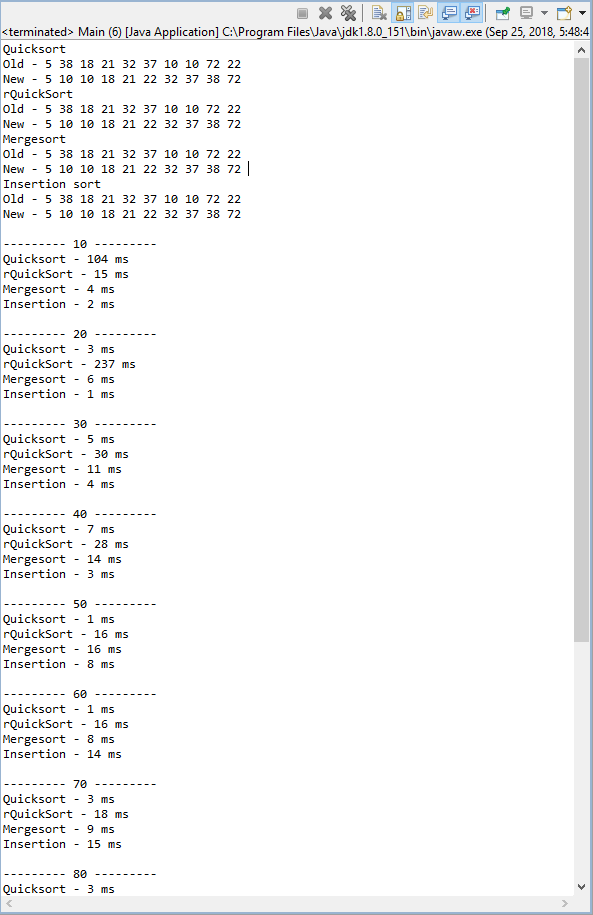 <terminated> Main (6) [Java Application] C:\Program Files\Java\jdk1.8.0_151\bin\javaw.exe (Sep 25, 2018, 5:48:4
Quicksort
Old - 5 38 18 21 32 37 10 10 72 22
New - 5 10 10 18 21 22 32 37 38 72
rQuickSort
Old - 5 38 18 21 32 37 10 10 72 22
New - 5 10 10 18 21 22 32 37 38 72
Mergesort
Old - 5 38 18 21 32 37 10 10 72 22
New - 5 10 10 18 21 22 32 37 38 72
Insertion sort
Old - 5 38 18 21 32 37 10 10 72 22
New - 5 10 10 18 21 22 32 37 38 72
--------- 10 ---------
Quicksort - 104 ms
rQuickSort - 15 ms
Mergesort - 4 ms
Insertion - 2 ms
--------- 20 ---------
Quicksort - 3 ms
rQuickSort - 237 ms
Mergesort - 6 ms
Insertion - 1 ms
--------- 30 ---------
Quicksort - 5 ms
rQuickSort - 30 ms
Mergesort - 11 ms
Insertion - 4 ms
--------- 40 ---------
Quicksort - 7 ms
rQuickSort - 28 ms
Mergesort - 14 ms
Insertion - 3 ms
--------- 50 ---------
Quicksort - 1 ms
rQuickSort - 16 ms
Mergesort - 16 ms
Insertion - 8 ms
--------- 60 ---------
Quicksort - 1 ms
rQuickSort - 16 ms
Mergesort - 8 ms
Insertion - 14 ms
--------- 70 ---------
Quicksort - 3 ms
rQuickSort - 18 ms
Mergesort - 9 ms
Insertion - 15 ms
--------- 80 ---------
Quicksort - 3 ms